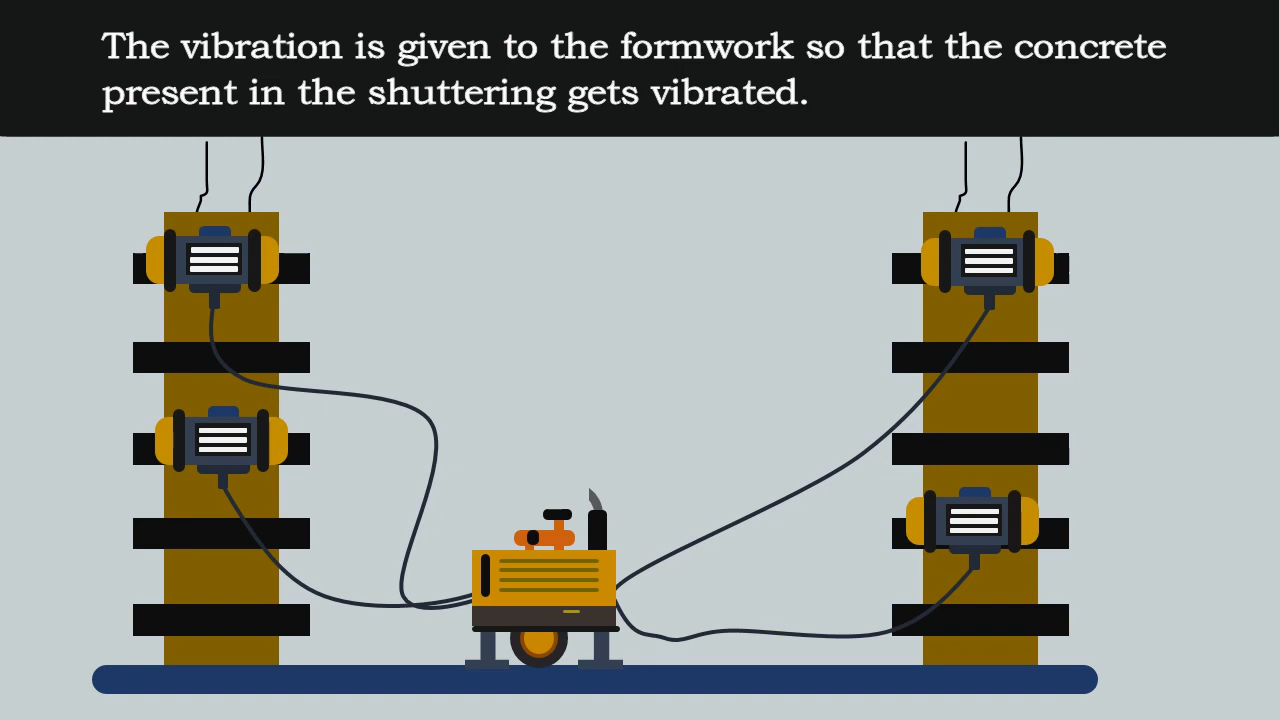 The vibration is given to the formwork so that the concrete
present in the shuttering gets vibrated.